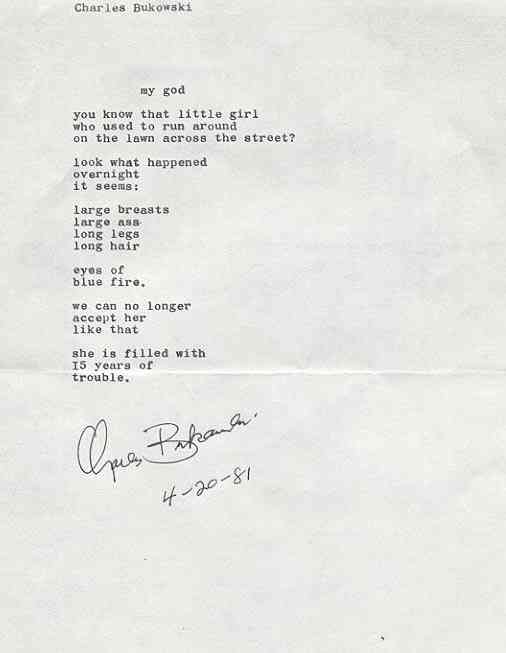 Charles Bukowski
my god
you know that little girl
who used to run around
on the lawn across the street?
look what happened
overnight
it seems:
large breasts
large ass
long legs
long hair
eyes of
blue fire.
we can no longer
accept her
like that
she is filled with
I5 years of
trouble.
Charles Bukowski
4-20-81